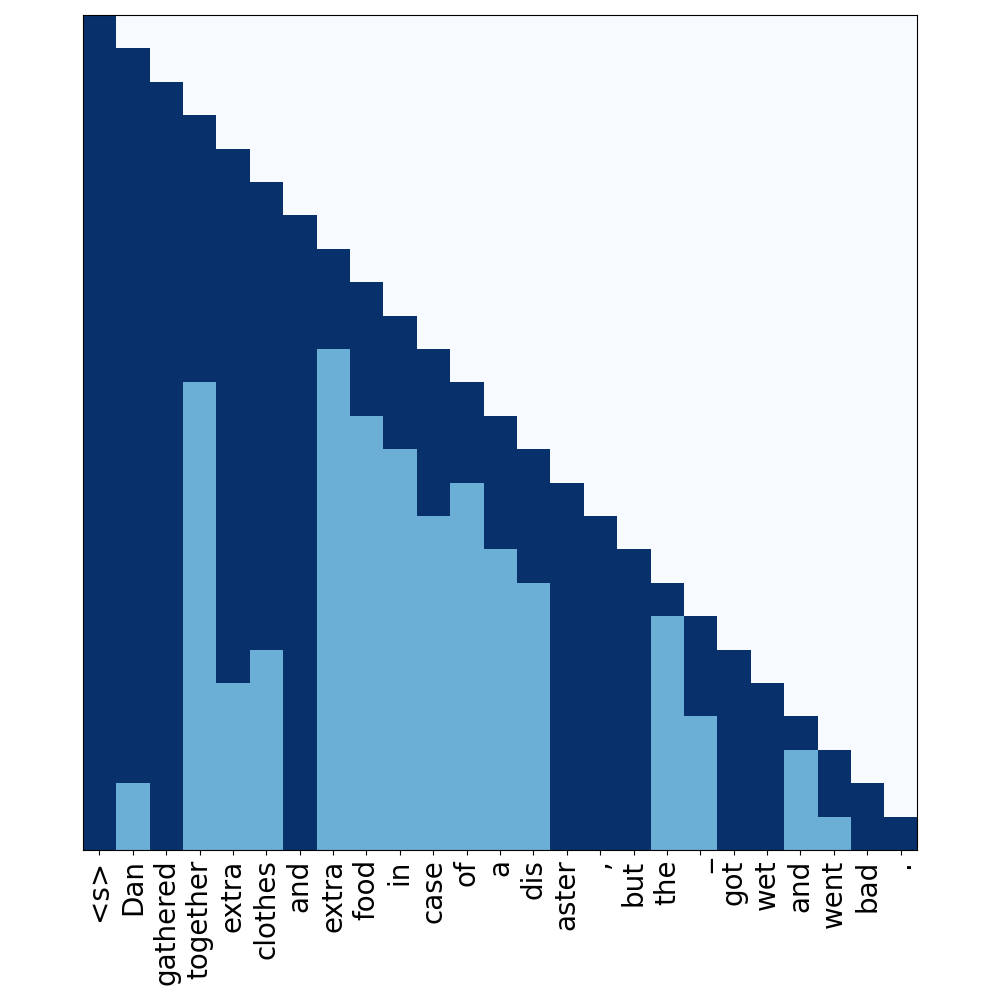 <s> Dan gathered together extra clothes and extra food in case of a dis aster , but the _ got wet and went bad .